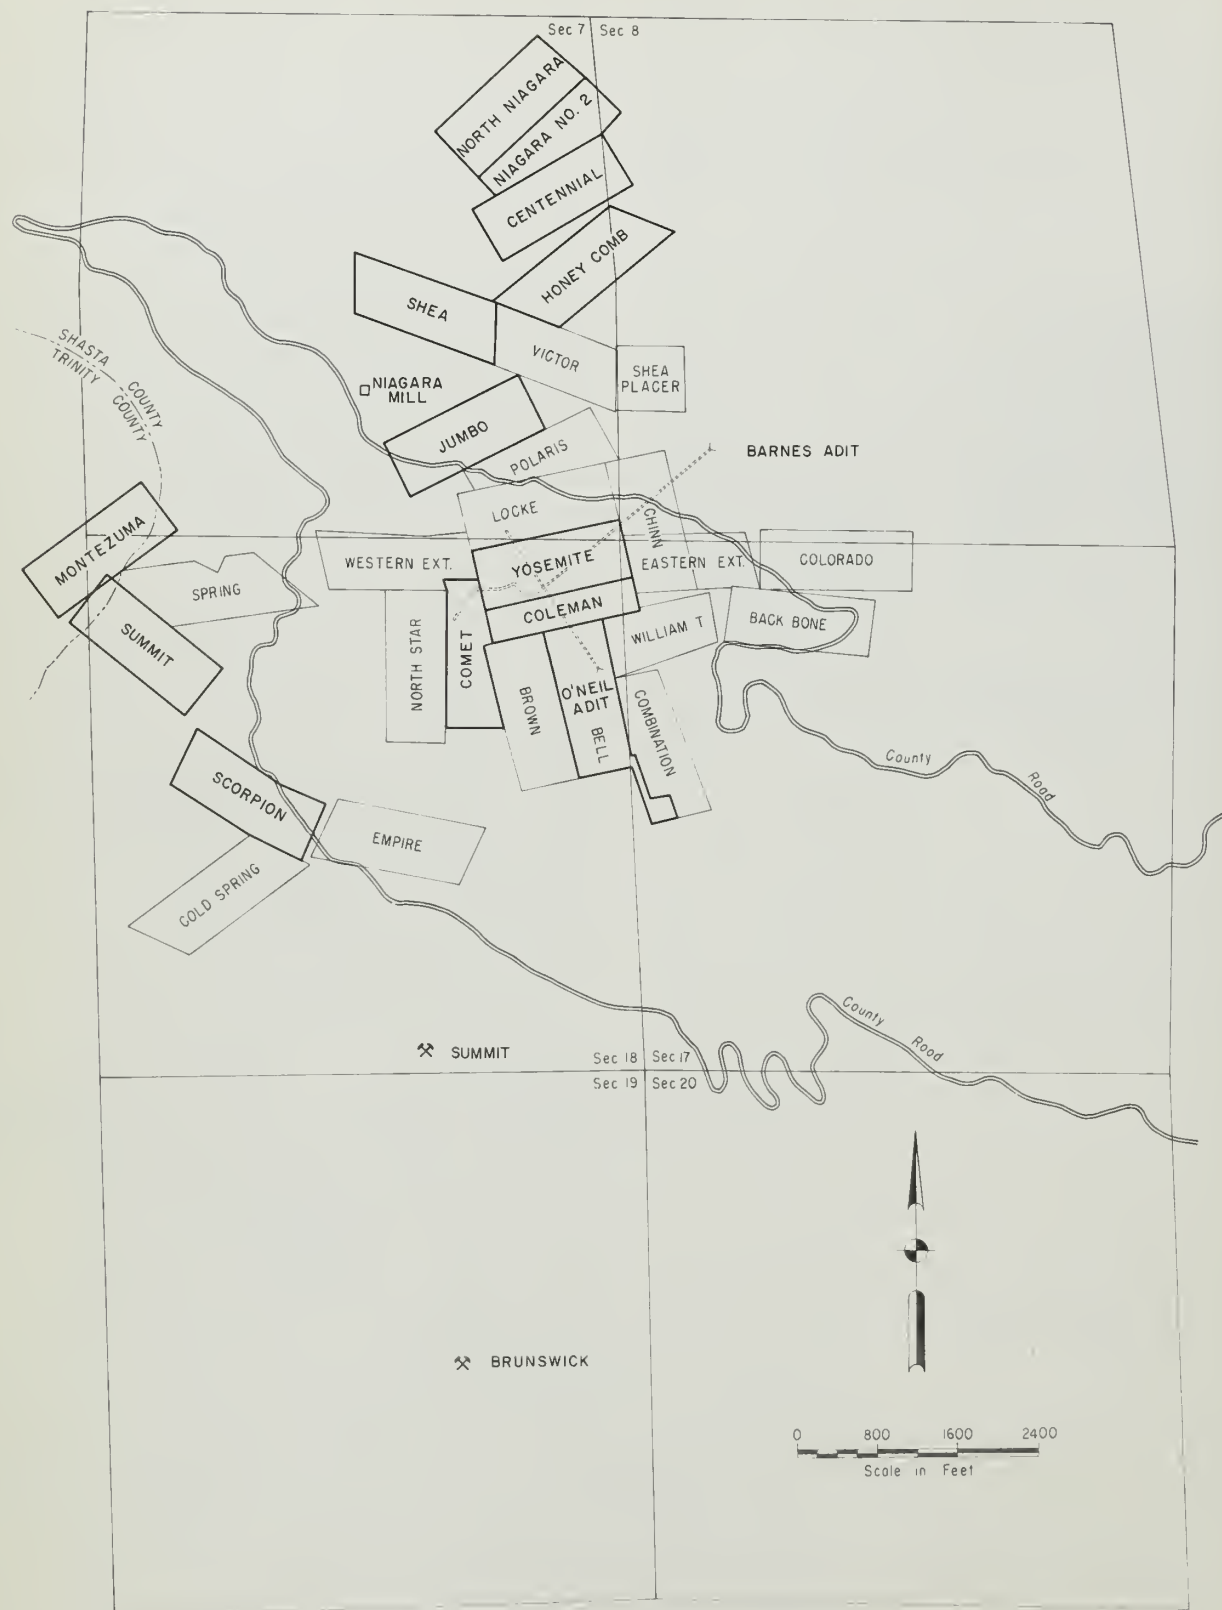 Sec 7 Sec 8
NORTH NIAGARA
NIAGARA NO. 2
CENTENNIAL
HONEY COMB
SHEA
VICTOR
SHEA
PLACER
SHASTA COUNTY
TRINITY COUNTY
NIAGARA
MILL
JUMBO
POLARIS
BARNES ADIT
LOCKE
CHINN
MONTEZUMA
WESTERN EXT.
YOSEMITE
EASTERN EXT.
COLORADO
SPRING
COLEMAN
SUMMIT
NORTH STAR
COMET
WILLIAM T
BACK BONE
BROWN
O'NEIL
ADIT
BELL
COMBINATION
County Road
SCORPION
EMPIRE
COLD SPRING
County Road
SUMMIT
Sec 18 Sec 17
Sec 19 Sec 20
BRUNSWICK
0 800 1600 2400
Scale in Feet